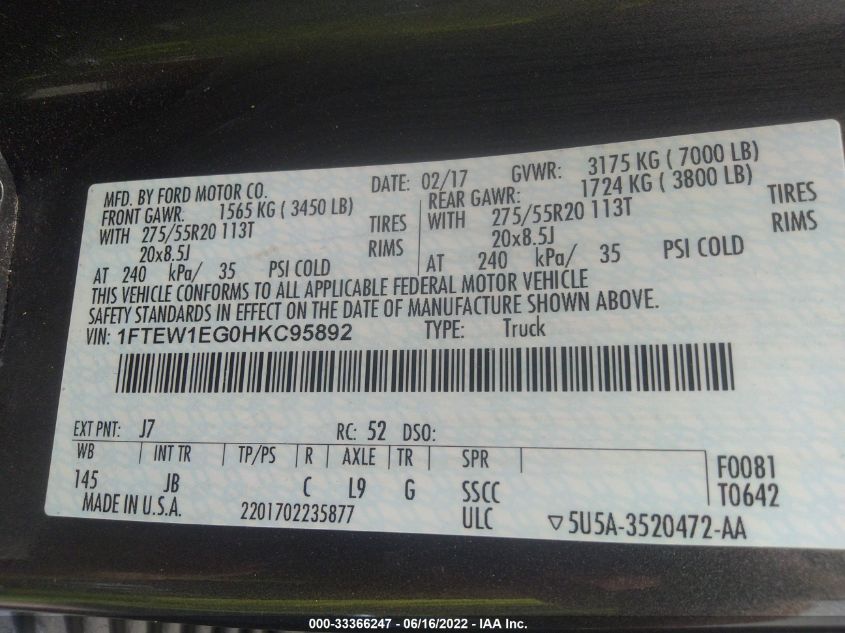 MFD. BY FORD MOTOR CO. DATE: 02/17 GVWR: 3175 KG ( 7000 LB)
FRONT GAWR: 1565 KG ( 3450 LB) REAR GAWR: 1724 KG ( 3800 LB)
WITH 275/55R20 113T TIRES WITH 275/55R20 113T TIRES
20x8.5J RIMS 20x8.5J RIMS
AT 240 kPa/ 35 PSI COLD AT 240 kPa/ 35 PSI COLD
THIS VEHICLE CONFORMS TO ALL APPLICABLE FEDERAL MOTOR VEHICLE
SAFETY STANDARDS IN EFFECT ON THE DATE OF MANUFACTURE SHOWN ABOVE.
VIN: 1FTEW1EG0HKC95892 TYPE: Truck
EXT PNT: J7 RC: 52 DSO:
WB INT TR TP/PS R AXLE TR SPR F0081
145 JB C L9 G SSCC T0642
MADE IN U.S.A. 2201702235877 ULC ▽5U5A-3520472-AA
000-33366247 - 06/16/2022 - IAA Inc.